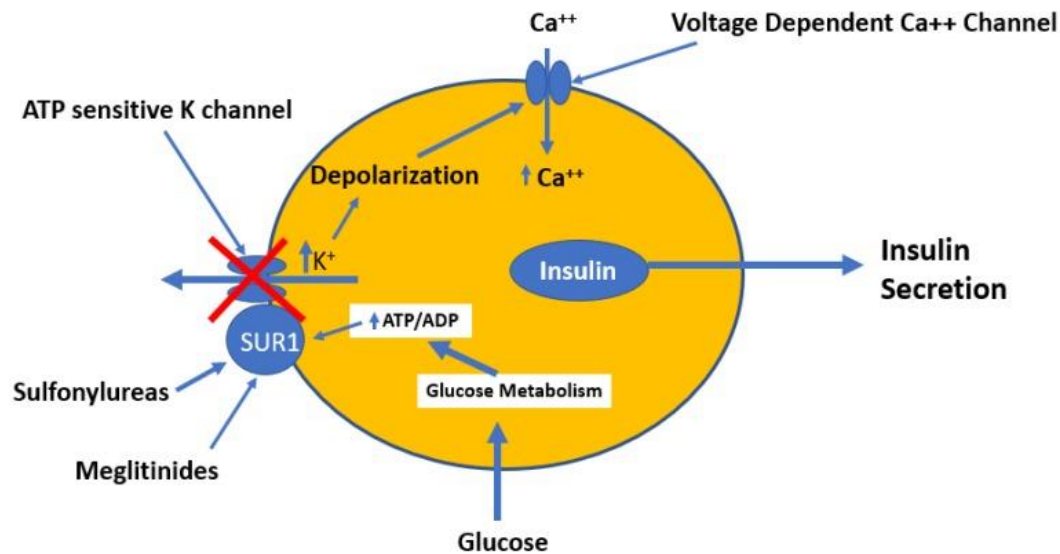 Ca⁺⁺
Voltage Dependent Ca++ Channel
ATP sensitive K channel
Depolarization
Ca⁺⁺
K⁺
Insulin
Insulin
Secretion
ATP/ADP
SUR1
Glucose Metabolism
Sulfonylureas
Meglitinides
Glucose